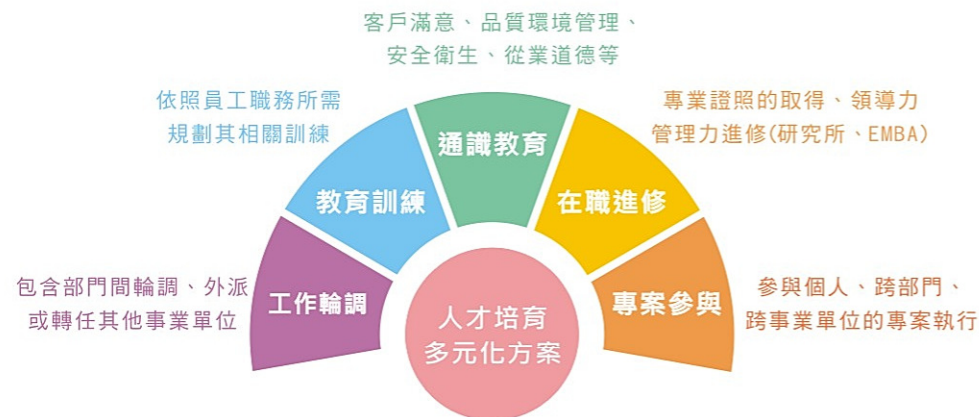 客戶滿意、品質環境管理、
安全衛生、從業道德等
依照員工職務所需
規劃其相關訓練
專業證照的取得、領導力
管理力進修(研究所、EMBA)
通識教育
教育訓練
在職進修
包含部門間輪調、外派
或轉任其他事業單位
工作輪調
人才培育
多元化方案
專案參與
參與個人、跨部門、
跨事業單位的專案執行